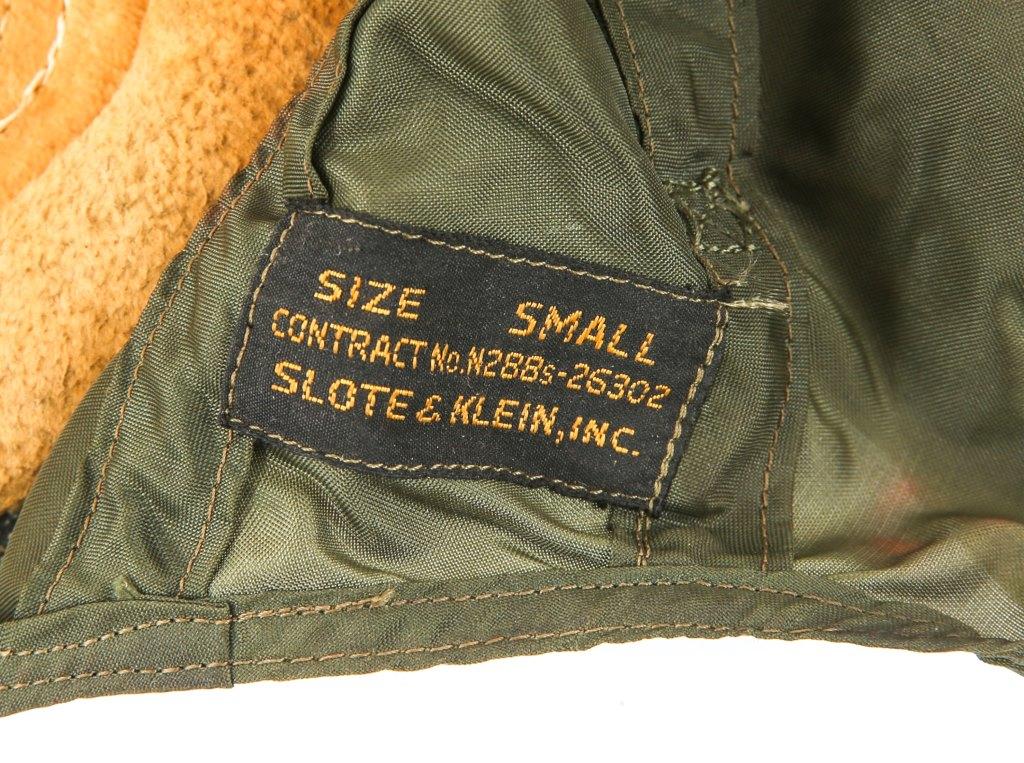 SIZE SMALL
CONTRACT No. N288s-26302
SLOTE & KLEIN, INC.